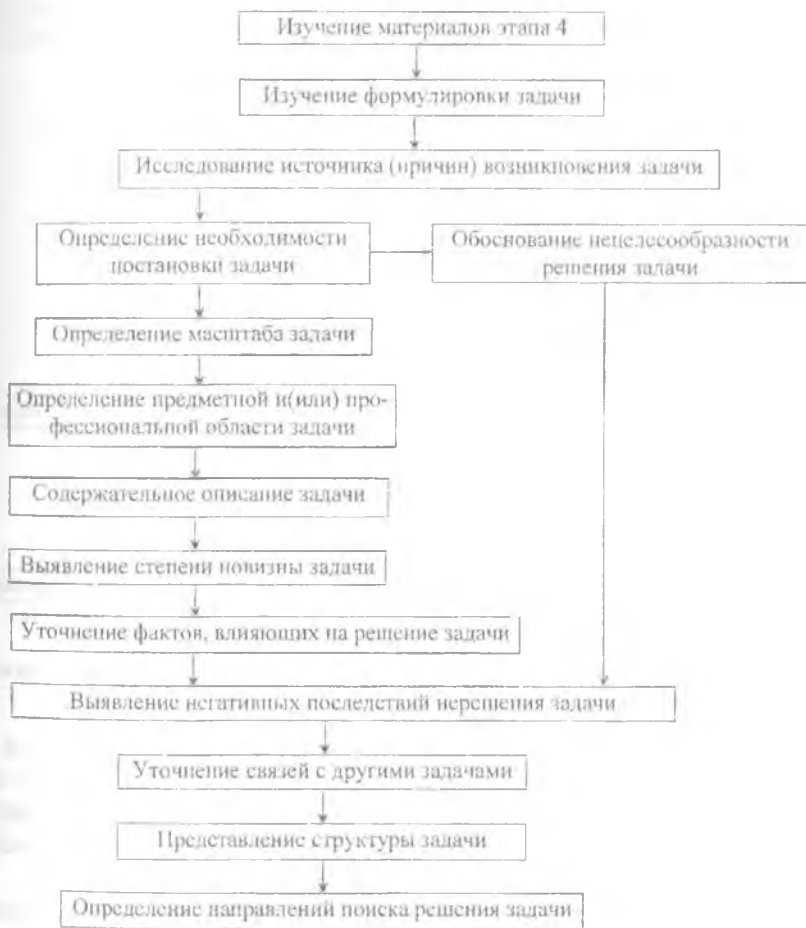 Изучение материалов этапа 4
Изучение формулировки задачи
Исследование источника (причин) возникновения задачи
Определение необходимости
постановки задачи
Обоснование нецелесообразности
решения задачи
Определение масштаба задачи
Определение предметной и(или) про-
фессиональной области задачи
Содержательное описание задачи
Выявление степени новизны задачи
Уточнение фактов, влияющих на решение задачи
Выявление негативных последствий нерешения задачи
Уточнение связей с другими задачами
Представление структуры задачи
Определение направлений поиска решения задачи